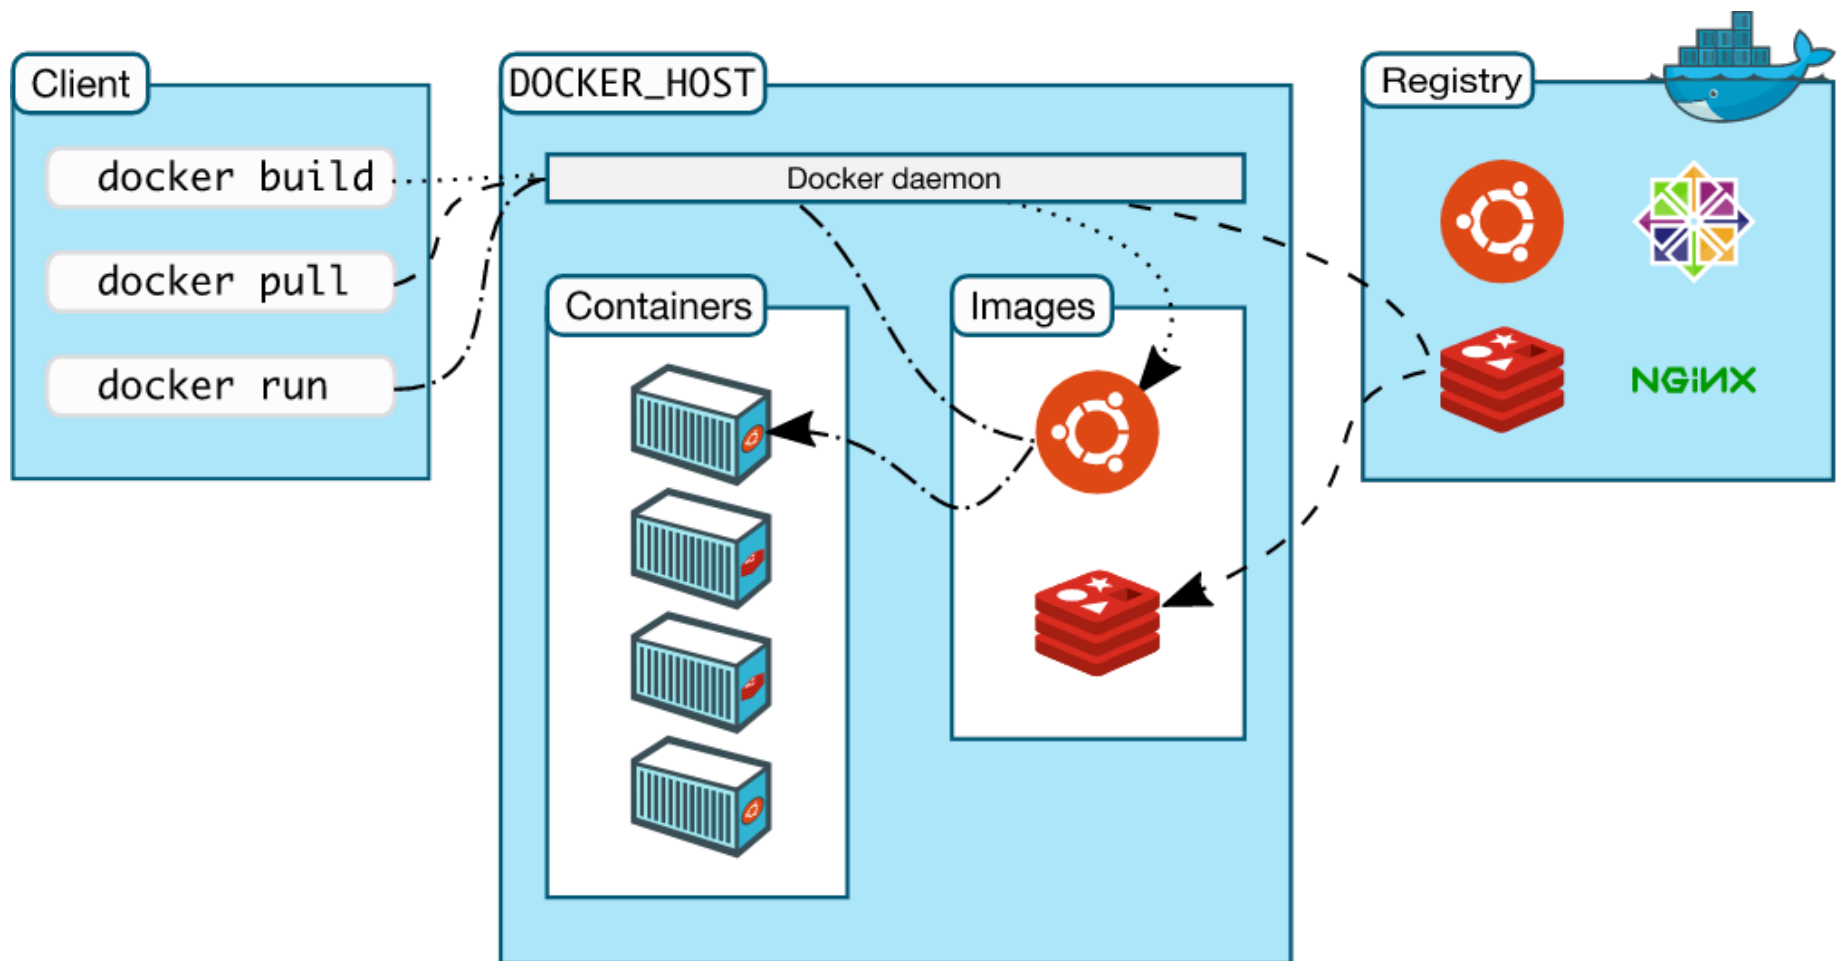 Client
docker build
docker pull
docker run
DOCKER_HOST
Docker daemon
Containers
Images
Registry
NGiNX